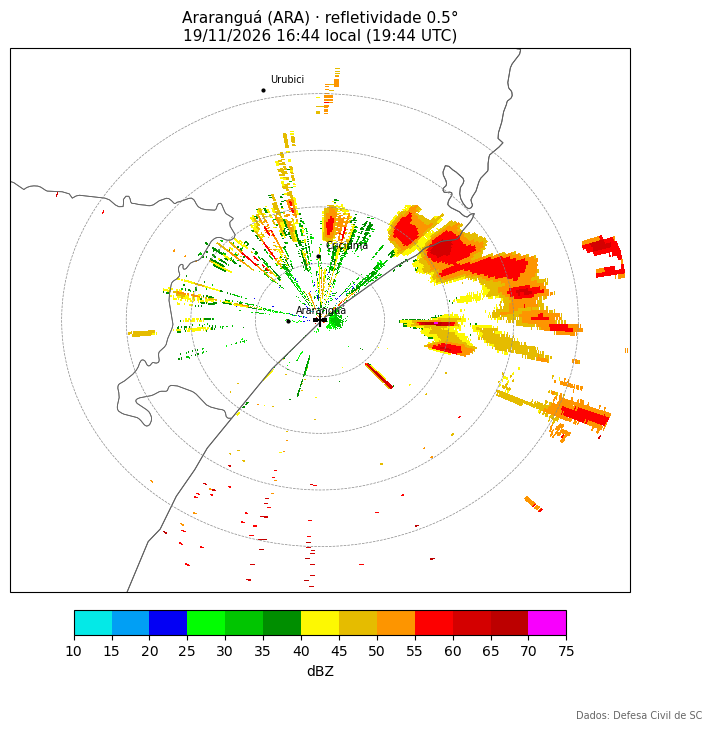 Araranguá (ARA) · refletividade 0.5°
19/11/2026 16:44 local (19:44 UTC)
Urubici
Criciúma
Araranguá
10 15 20 25 30 35 40 45 50 55 60 65 70 75
dBZ
Dados: Defesa Civil de SC